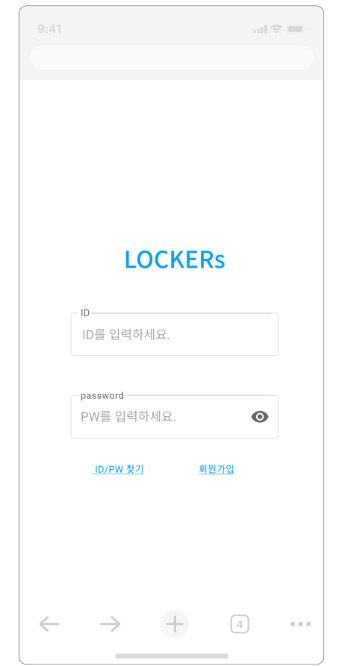 9:41
LOCKERs
ID
ID를 입력하세요.
password
PW를 입력하세요.
ID/PW 찾기 회원가입
4